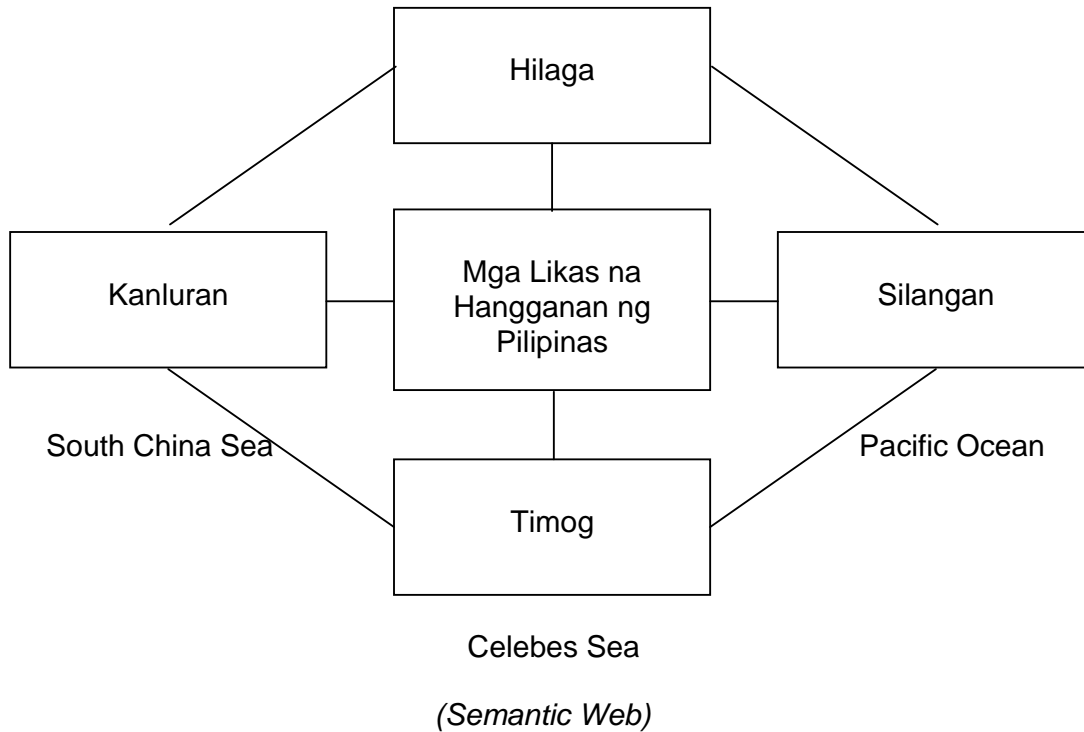 Hilaga
Kanluran
Mga Likas na
Hangganan ng
Pilipinas
Silangan
South China Sea
Pacific Ocean
Timog
Celebes Sea
(Semantic Web)